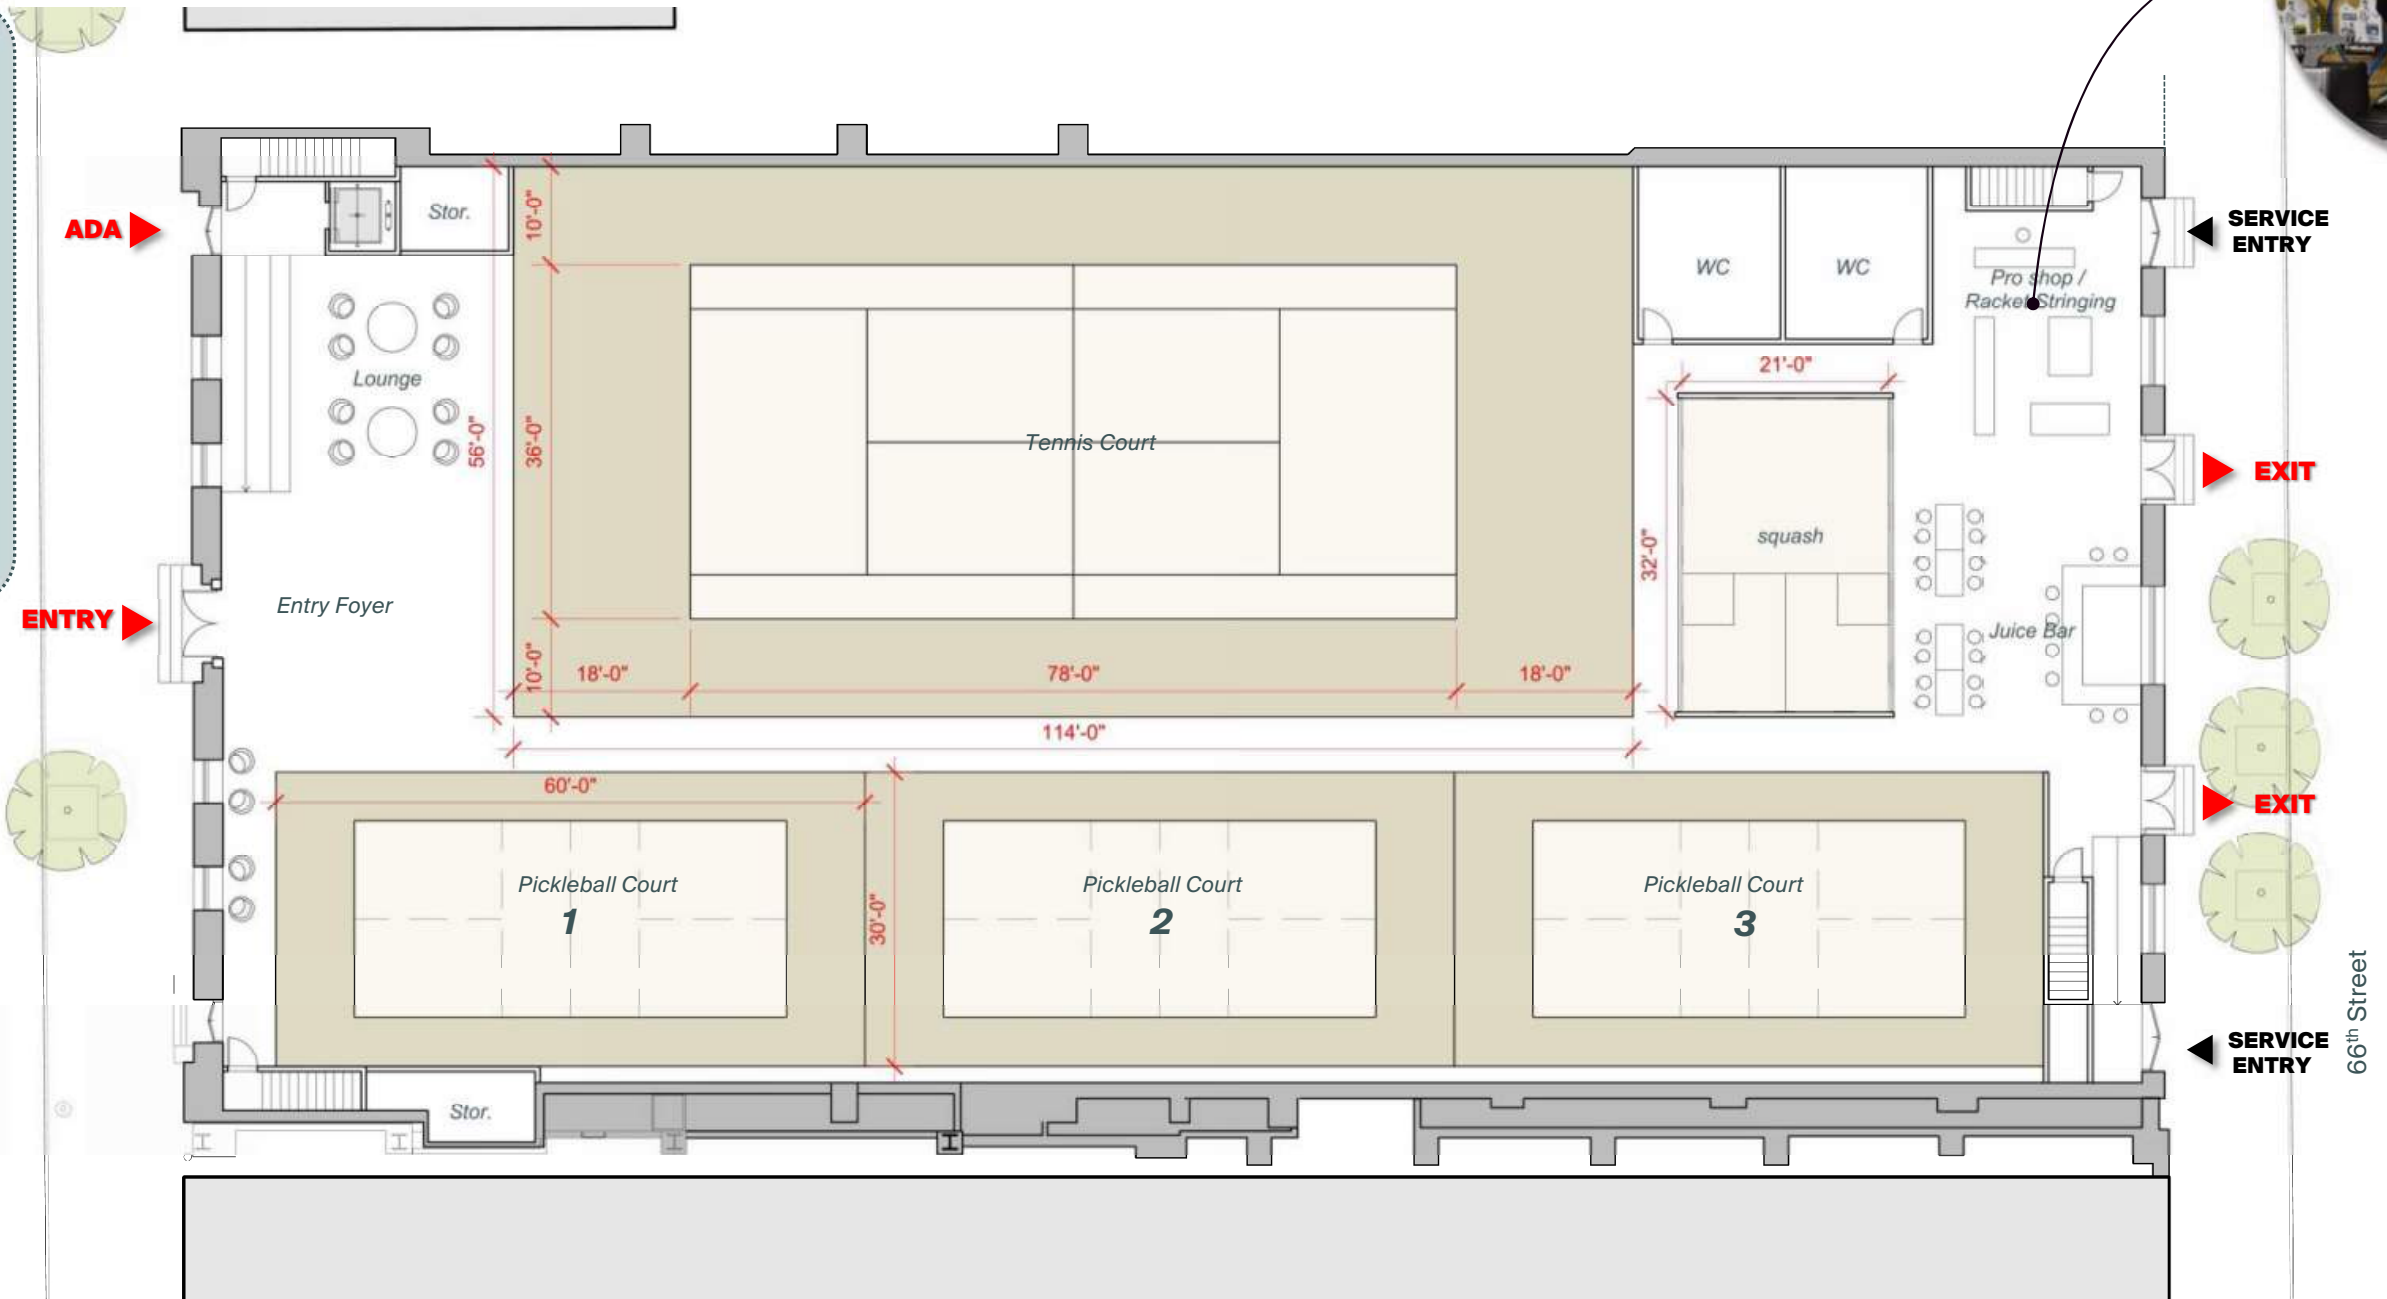 ADA
Stor.
10'-0"
WC
WC
SERVICE
ENTRY
Pro shop /
Racket Stringing
Lounge
56'-0"
36'-0"
Tennis Court
21'-0"
32'-0"
squash
EXIT
ENTRY
Entry Foyer
Juice Bar
10'-0"
18'-0"
78'-0"
18'-0"
114'-0"
60'-0"
EXIT
Pickleball Court
1
30'-0"
Pickleball Court
2
Pickleball Court
3
66th Street
SERVICE
ENTRY
Stor.